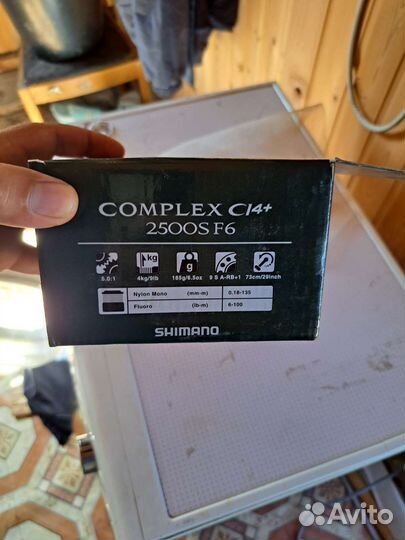 COMPLEX CI4+
2500S F6
kg g
5.0:1 4kg/9lb 185g/6.5oz 9 S A-RB+1 73cm/29inch
Nylon Mono (mm-m) 0.18-135
Fluoro (lb-m) 6-100
SHIMANO
Avito